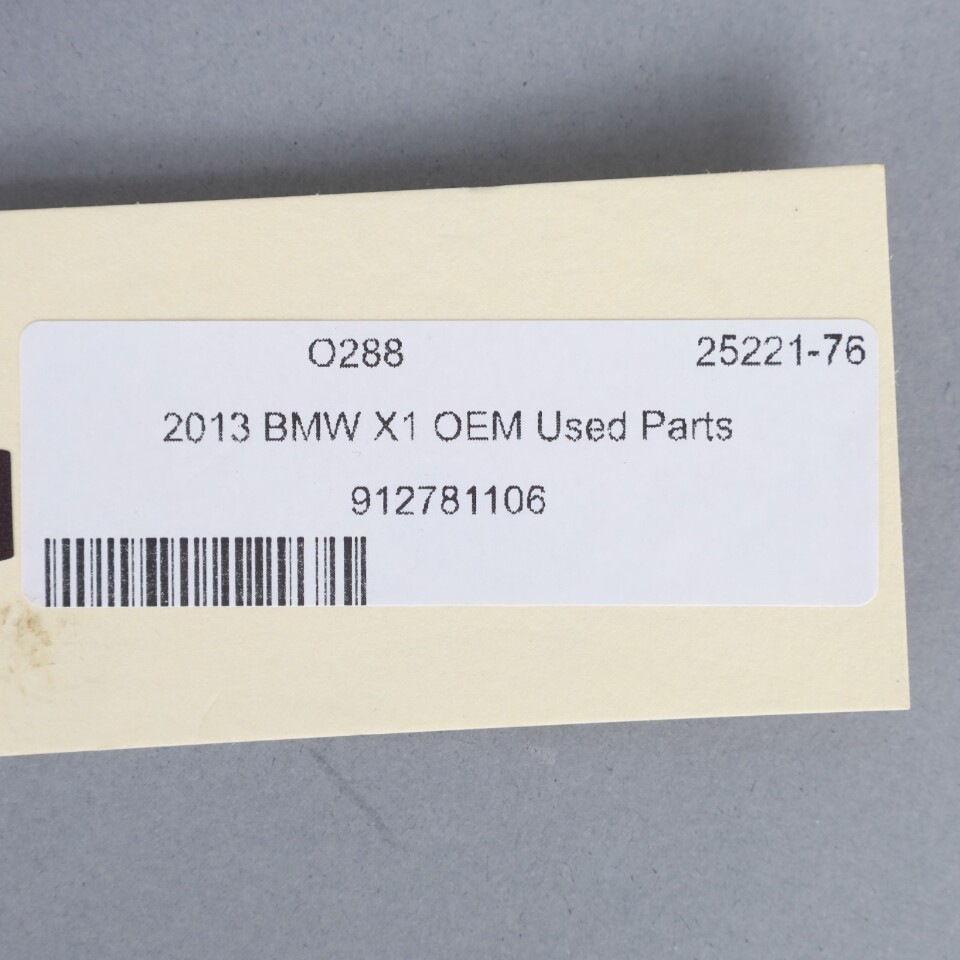 O288 25221-76
2013 BMW X1 OEM Used Parts
912781106